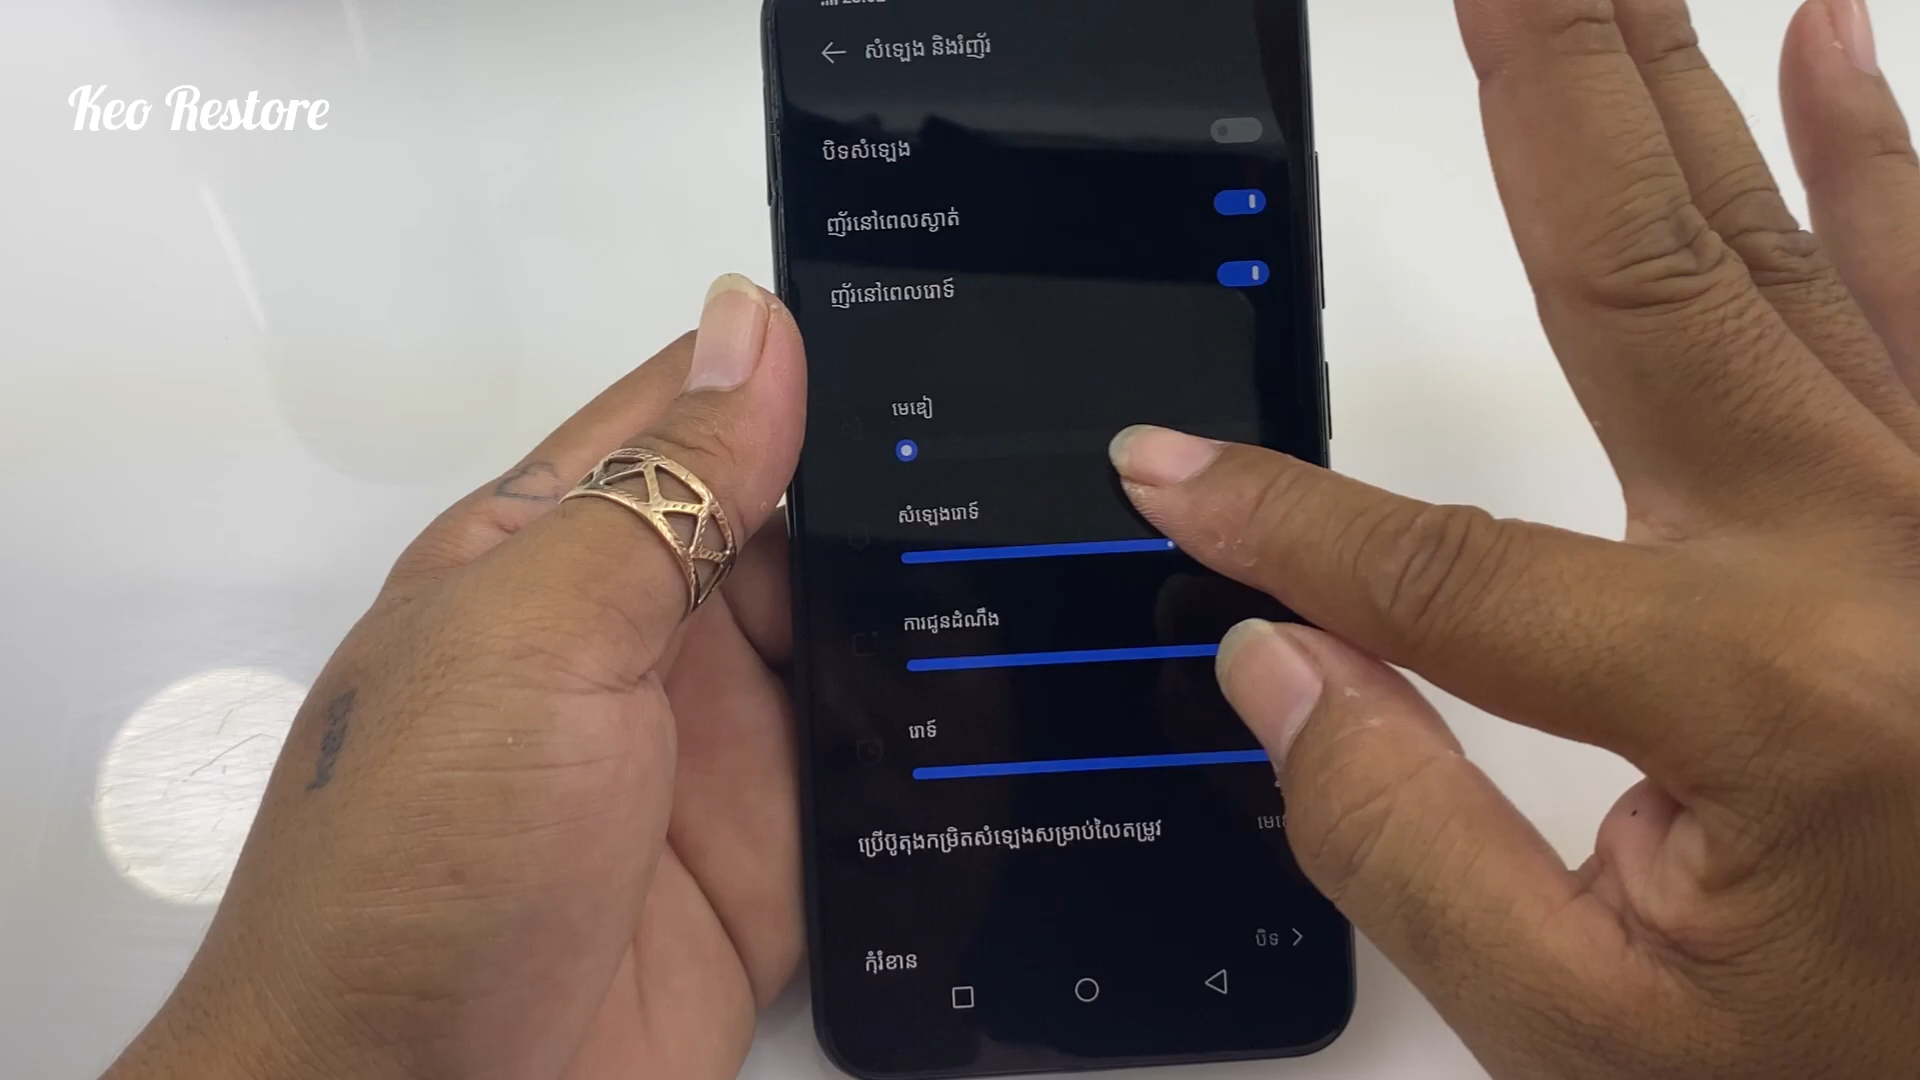 Keo Restore
សំឡេង និងរំញ័រ
បិទសំឡេង
ញ័រនៅពេលស្ងាត់
ញ័រនៅពេលរោទ៍
មេឌៀ
សំឡេងរោទ៍
ការជូនដំណឹង
រោទ៍
ប្រើប៊ូតុងកម្រិតសំឡេងសម្រាប់លៃតម្រូវ
កុំរំខាន
បិទ